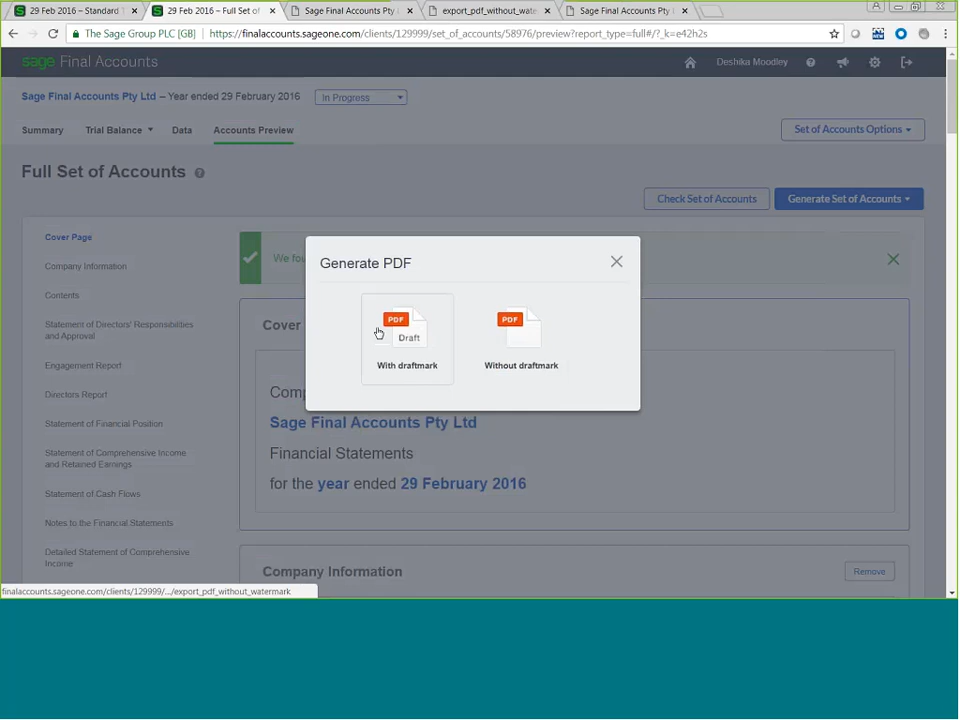 29 Feb 2016 – Standard T
29 Feb 2016 – Full Set of
Sage Final Accounts Pty L
export_pdf_without_wate
Sage Final Accounts Pty L
The Sage Group PLC [GB]
https://finalaccounts.sageone.com/clients/129999/set_of_accounts/58976/preview?report_type=full#/?_k=e42h2s
sage Final Accounts
Deshika Moodley
Sage Final Accounts Pty Ltd – Year ended 29 February 2016
In Progress
Summary
Trial Balance
Data
Accounts Preview
Set of Accounts Options
Full Set of Accounts
Check Set of Accounts
Generate Set of Accounts
Cover Page
Company Information
Contents
Statement of Directors' Responsibilities
and Approval
Engagement Report
Directors Report
Statement of Financial Position
Statement of Comprehensive Income
and Retained Earnings
Statement of Cash Flows
Notes to the Financial Statements
Detailed Statement of Comprehensive
Income
We fou
Generate PDF
PDF
Draft
With draftmark
PDF
Without draftmark
Cover
Comp
Sage Final Accounts Pty Ltd
Financial Statements
for the year ended 29 February 2016
Company Information
Remove
finalaccounts.sageone.com/clients/129999/.../export_pdf_without_watermark